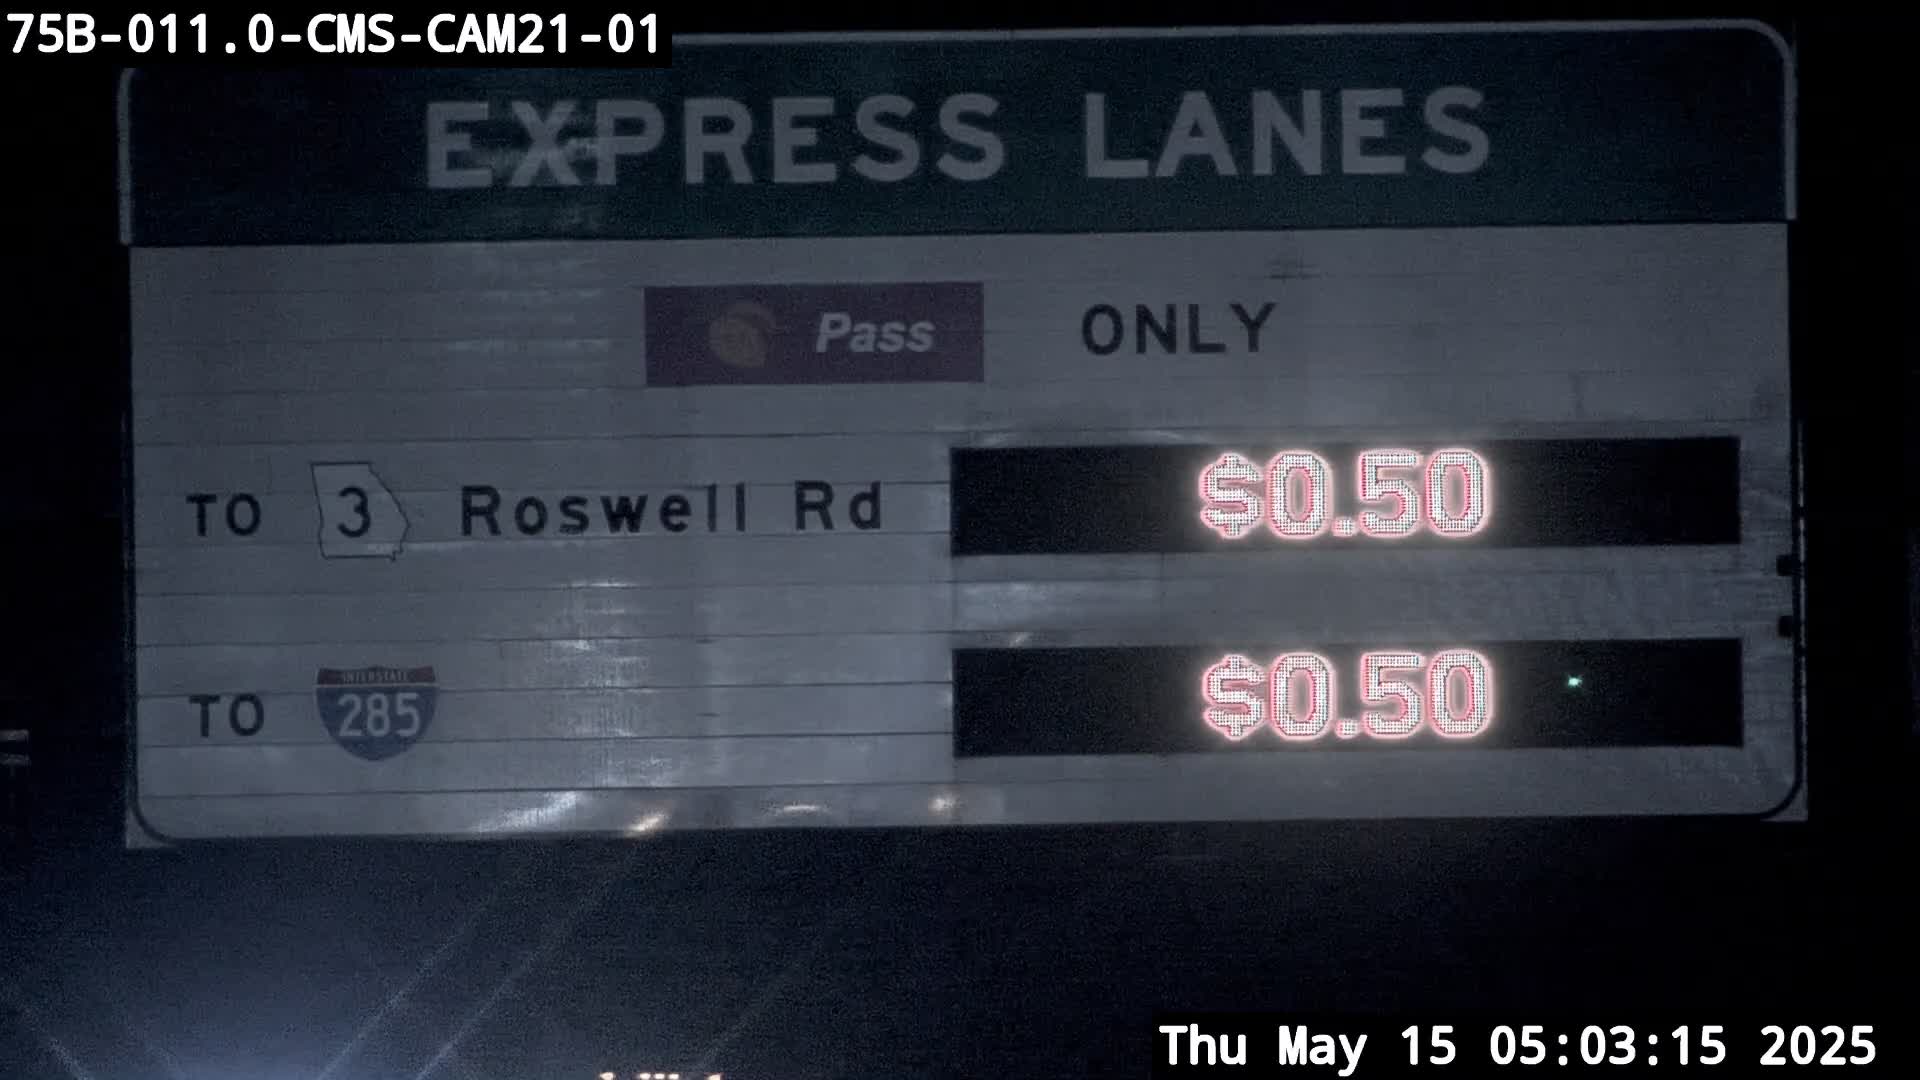 75B-011.0-CMS-CAM21-01
EXPRESS LANES
Pass ONLY
TO 3 Roswell Rd $0.50
INTERSTATE
TO 285 $0.50
Thu May 15 05:03:15 2025